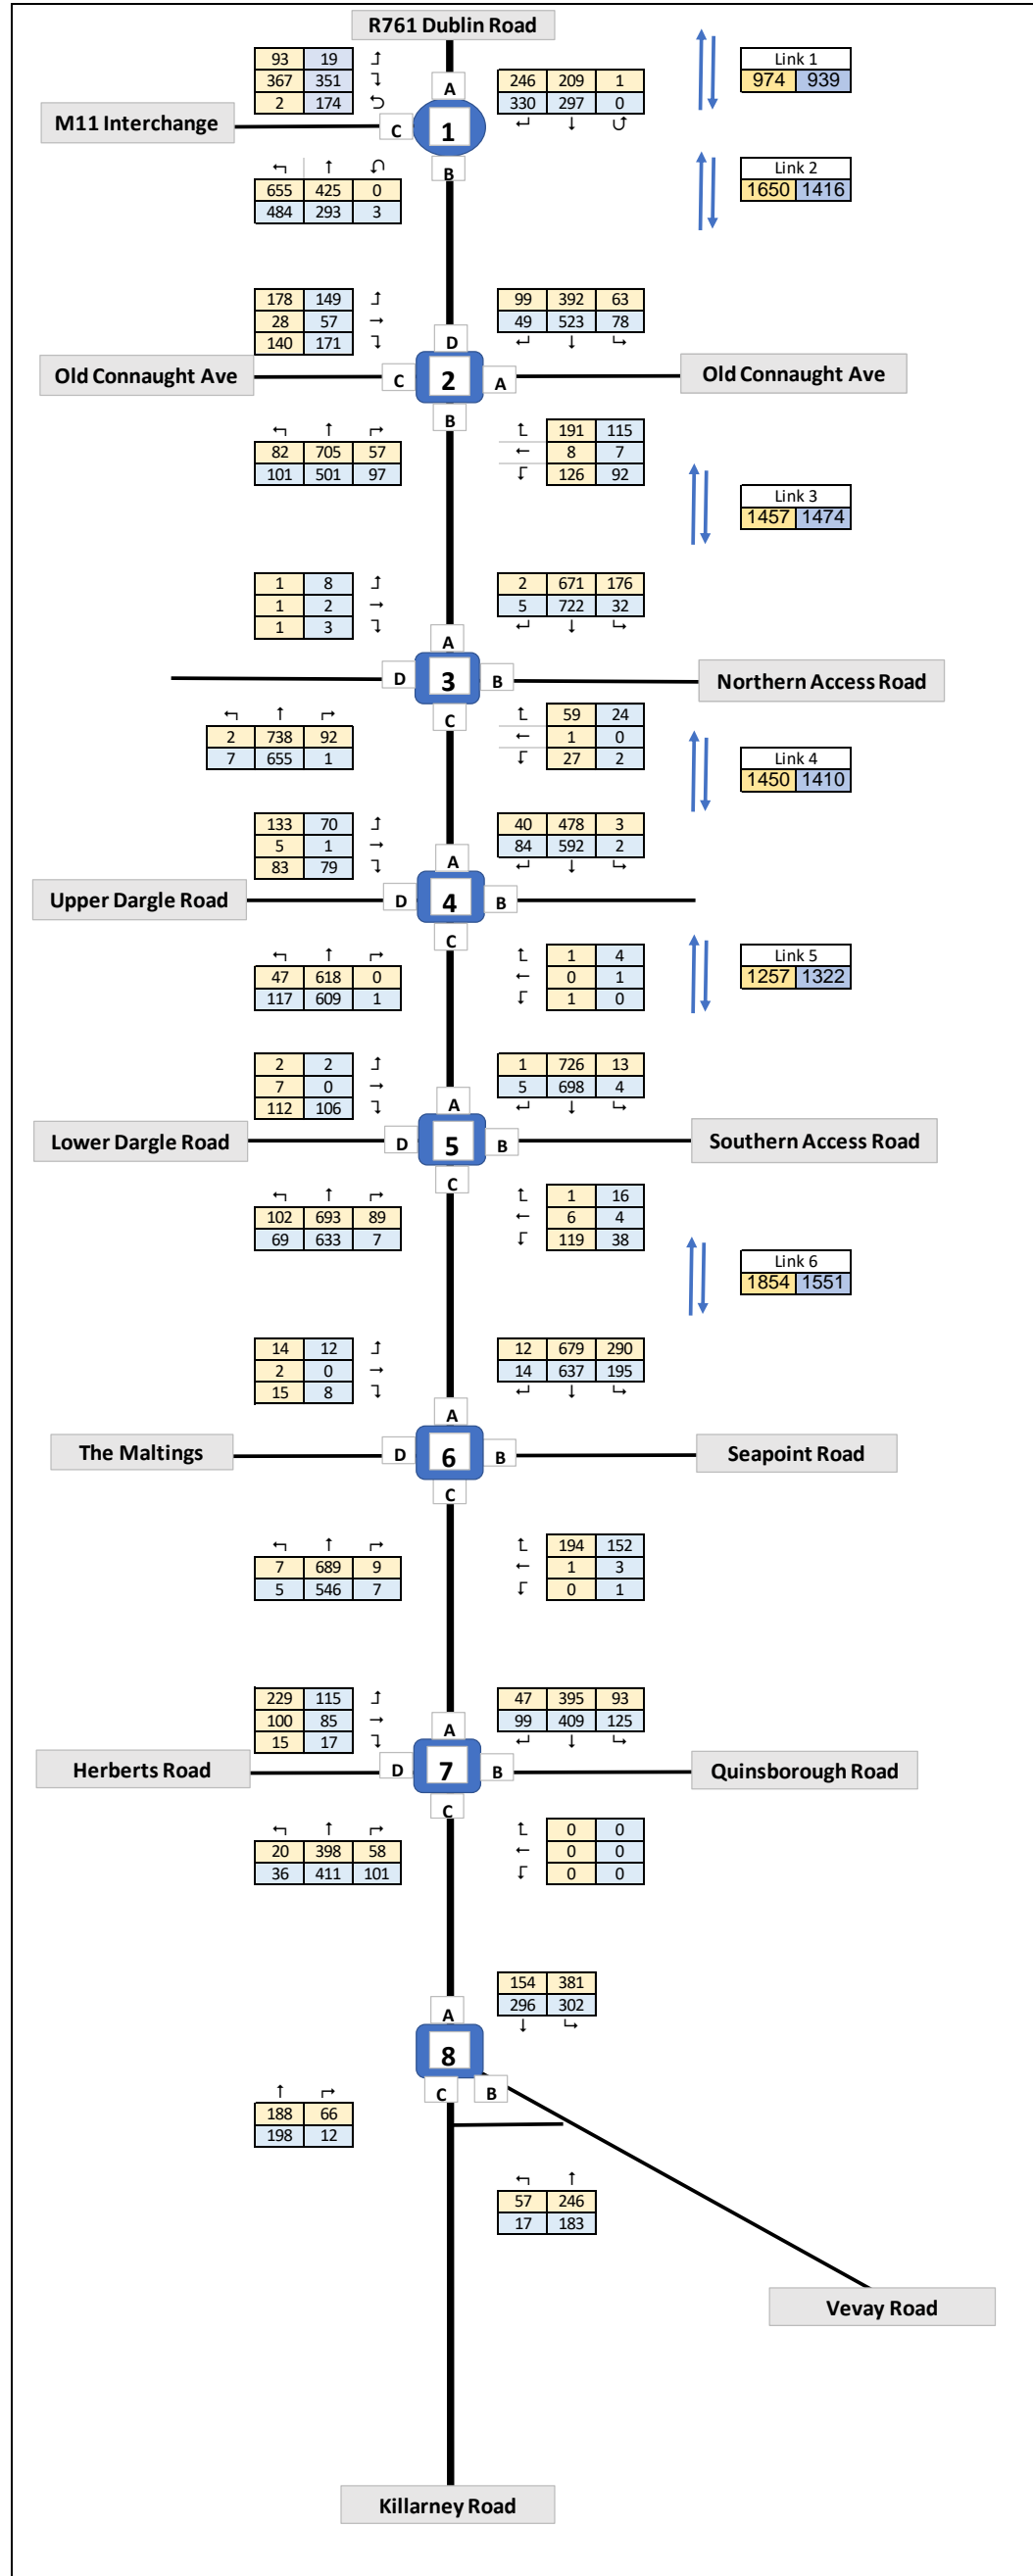 R761 Dublin Road
93 19 ↱
367 351 ↴
2 174 ⮌
A
246 209 1
330 297 0
↵ ↓ ⮍
Link 1
974 939
M11 Interchange
C
1
B
↰ ↑ ↶
655 425 0
484 293 3
Link 2
1650 1416
178 149
28 57 →
140 171 ↴
99 392 63
49 523 78
↵ ↓ ↳
D
Old Connaught Ave
C
2
A
Old Connaught Ave
B
↰ ↑ ↱
82 705 57
101 501 97
191 115
← 8 7
126 92
Link 3
1457 1474
1 8
1 2 →
1 3 ↴
2 671 176
5 722 32
↵ ↓ ↳
A
D
3
B
Northern Access Road
C
↰ ↑ ↱
2 738 92
7 655 1
59 24
← 1 0
27 2
Link 4
1450 1410
133 70
5 1 →
83 79 ↴
40 478 3
84 592 2
↵ ↓ ↳
A
Upper Dargle Road
D
4
B
C
↰ ↑ ↱
47 618 0
117 609 1
1 4
← 0 1
1 0
Link 5
1257 1322
2 2
7 0 →
112 106 ↴
1 726 13
5 698 4
↵ ↓ ↳
A
Lower Dargle Road
D
5
B
Southern Access Road
C
↰ ↑ ↱
102 693 89
69 633 7
1 16
← 6 4
119 38
Link 6
1854 1551
14 12
2 0 →
15 8 ↴
12 679 290
14 637 195
↵ ↓ ↳
A
The Maltings
D
6
B
Seapoint Road
C
↰ ↑ ↱
7 689 9
5 546 7
194 152
← 1 3
0 1
229 115
100 85 →
15 17 ↴
47 395 93
99 409 125
↵ ↓ ↳
A
Herberts Road
D
7
B
Quinsborough Road
C
↰ ↑ ↱
20 398 58
36 411 101
0 0
← 0 0
0 0
154 381
296 302
↓ ↳
A
8
C
B
↑ ↱
188 66
198 12
↰ ↑
57 246
17 183
Vevay Road
Killarney Road